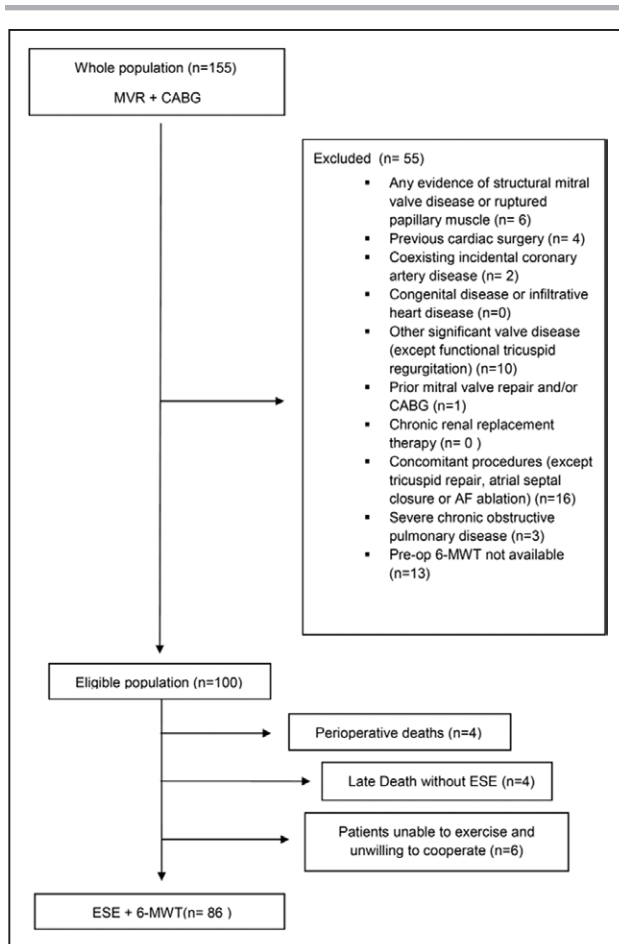 Whole population (n=155)
MVR + CABG
Excluded (n= 55)
▪ Any evidence of structural mitral
valve disease or ruptured
papillary muscle (n= 6)
▪ Previous cardiac surgery (n= 4)
▪ Coexisting incidental coronary
artery disease (n= 2)
▪ Congenital disease or infiltrative
heart disease (n=0)
▪ Other significant valve disease
(except functional tricuspid
regurgitation) (n=10)
▪ Prior mitral valve repair and/or
CABG (n=1)
▪ Chronic renal replacement
therapy (n= 0 )
▪ Concomitant procedures (except
tricuspid repair, atrial septal
closure or AF ablation) (n=16)
▪ Severe chronic obstructive
pulmonary disease (n=3)
▪ Pre-op 6-MWT not available
(n=13)
Eligible population (n=100)
Perioperative deaths (n=4)
Late Death without ESE (n=4)
Patients unable to exercise and
unwilling to cooperate (n=6)
ESE + 6-MWT(n= 86 )